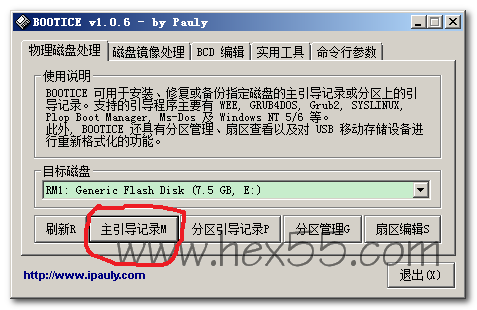 BOOTICE v1.0.6 - by Pauly
物理磁盘处理 磁盘镜像处理 BCD 编辑 实用工具 命令行参数
使用说明
BOOTICE 可用于安装、修复或备份指定磁盘的主引导记录或分区上的引
导记录。支持的引导程序主要有 WEE, GRUB4DOS, Grub2, SYSLINUX,
Plop Boot Manager, Ms-Dos 及 Windows NT 5/6 等。
此外, BOOTICE 还具有分区管理、扇区查看以及对 USB 移动存储设备进
行重新格式化的功能。
目标磁盘
RM1: Generic Flash Disk (7.5 GB, E:)
刷新R 主引导记录M 分区引导记录P 分区管理G 扇区编辑S
www.hex55.com
http://www.ipauly.com 退出(X)